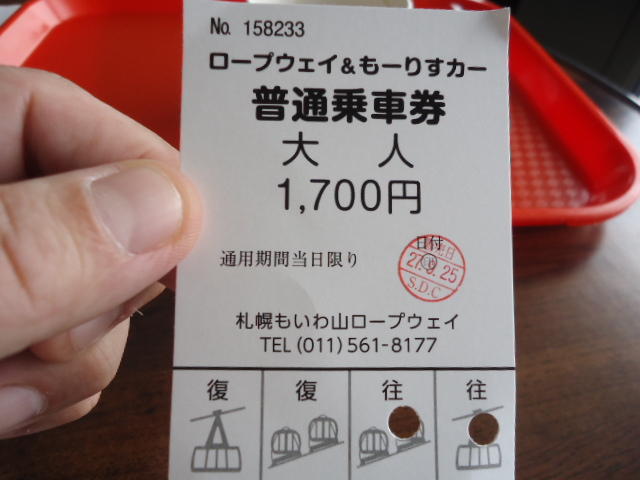 No. 158233
ロープウェイ&もーりすカー
普通乗車券
大 人
1,700円
日付
通用期間当日限り
25
S.D.C
札幌もいわ山ロープウェイ
TEL (011) 561-8177
復 復 往 往